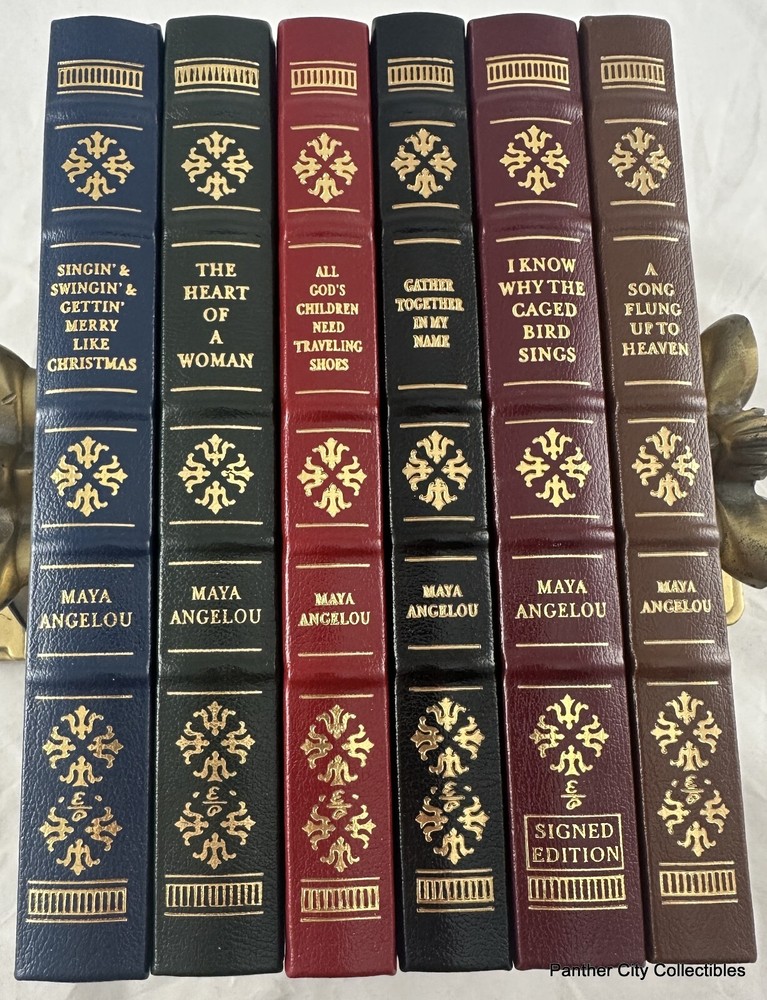 SINGIN' &
SWINGIN' &
GETTIN'
MERRY
LIKE
CHRISTMAS
MAYA
ANGELOU
THE
HEART
OF
A
WOMAN
MAYA
ANGELOU
ALL
GOD'S
CHILDREN
NEED
TRAVELING
SHOES
MAYA
ANGELOU
GATHER
TOGETHER
IN MY
NAME
MAYA
ANGELOU
I KNOW
WHY THE
CAGED
BIRD
SINGS
MAYA
ANGELOU
SIGNED
EDITION
A
SONG
FLUNG
UP TO
HEAVEN
MAYA
ANGELOU
Panther City Collectibles